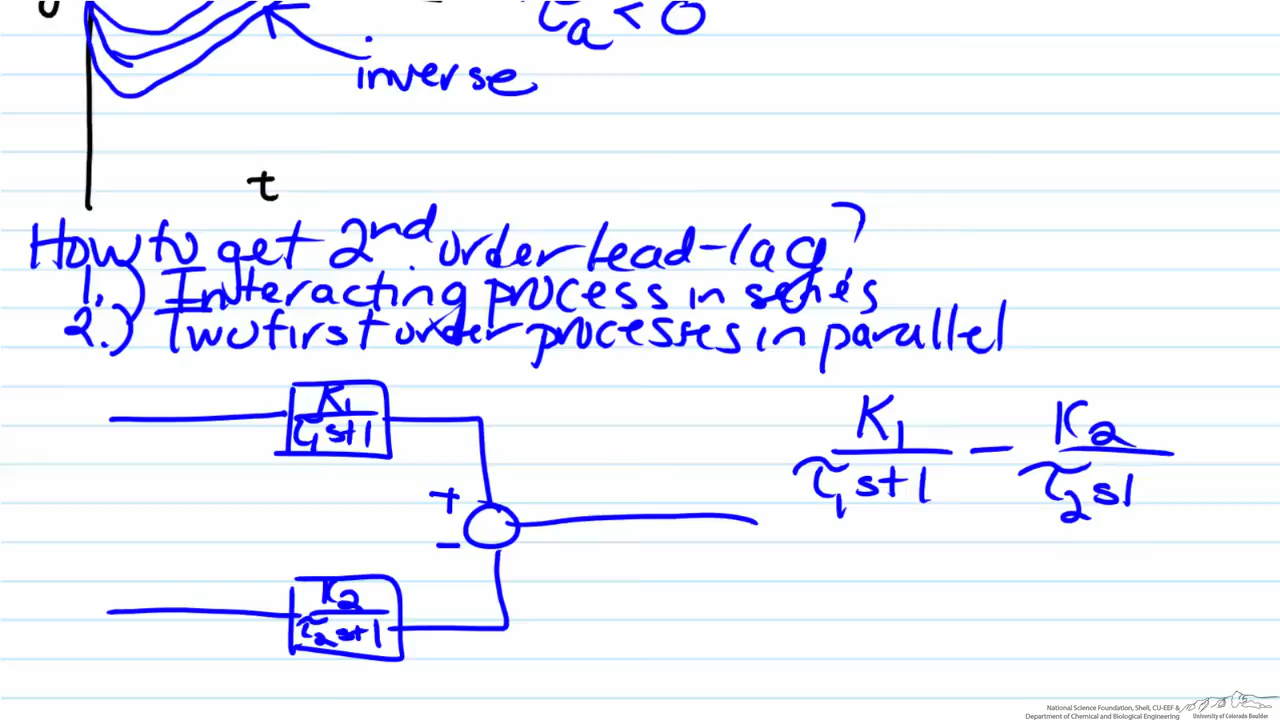 0
τa < 0
inverse
t
How to get 2nd order lead-lag?
1.) Interacting process in series
2.) Two first order processes in parallel
K1
τ1s+1
K1
τ1s+1
− K2
τ2s1
+
−
K2
τ2s+1
National Science Foundation, Shell, CU-EEF &
Department of Chemical and Biological Engineering
University of Colorado Boulder